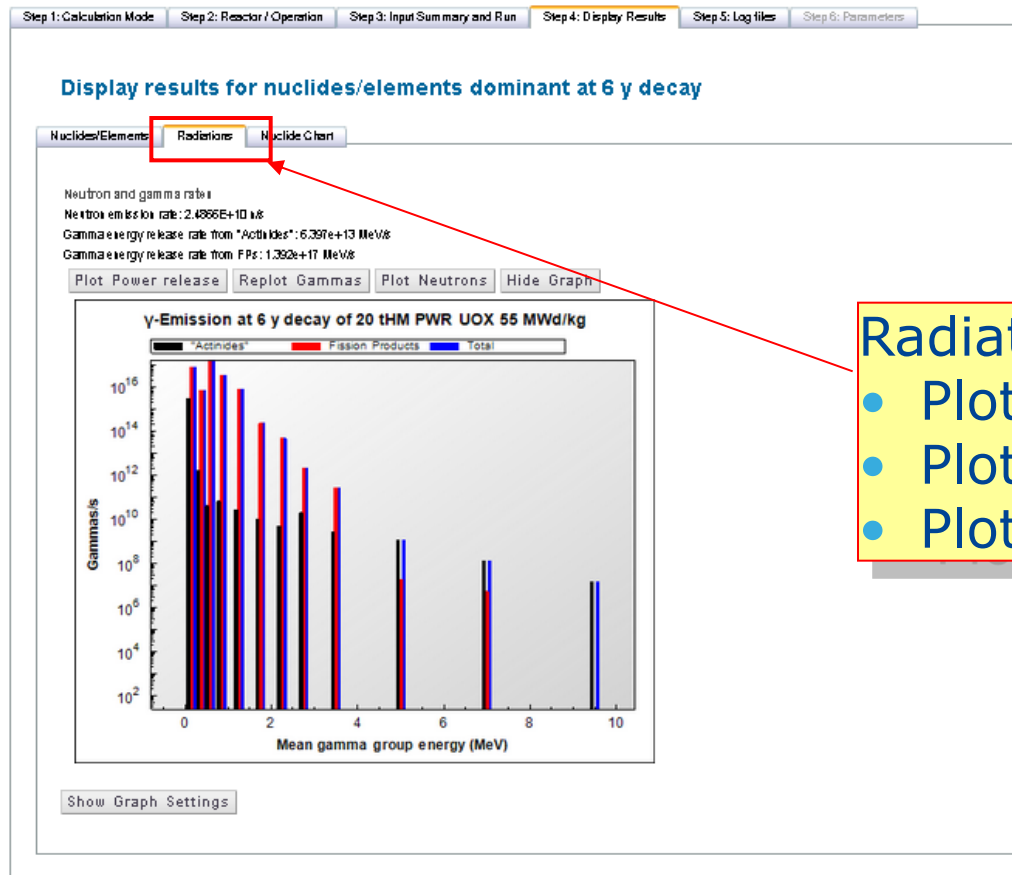 Step 1: Calculation Mode Step 2: Reactor / Operation Step 3: Input Summary and Run Step 4: Display Results Step 5: Log files Step 6: Parameters
Display results for nuclides/elements dominant at 6 y decay
Nuclides/Elements Radiations Nuclide Chart
Neutron and gamma rates
Neutron emission rate: 2.4866E+10 n/s
Gamma energy release rate from "Actinides": 6.397e+13 MeV/s
Gamma energy release rate from FPs: 1.392e+17 MeV/s
Plot Power release Replot Gammas Plot Neutrons Hide Graph
γ-Emission at 6 y decay of 20 tHM PWR UOX 55 MWd/kg
"Actinides" Fission Products Total
10^16
10^14
10^12
10^10
10^8
10^6
10^4
10^2
Gammas/s
0 2 4 6 8 10
Mean gamma group energy (MeV)
Show Graph Settings
Radiat
• Plot
• Plot
• Plot